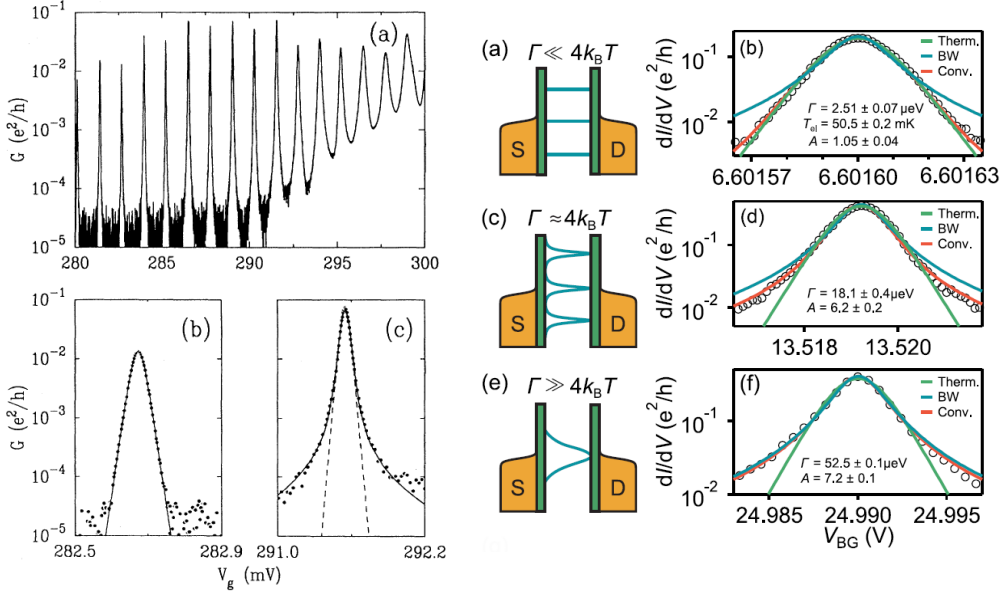 (a)
G (e²/h)
10⁻¹
10⁻²
10⁻³
10⁻⁴
10⁻⁵
280 285 290 295 300
(b)
(c)
G (e²/h)
10⁻¹
10⁻²
10⁻³
10⁻⁴
10⁻⁵
282.5 282.9 291.0 292.2
V_g (mV)
(a) Γ ≪ 4k_BT
S D
(b)
Therm.
BW
Conv.
dI/dV (e²/h)
10⁻¹
10⁻²
Γ = 2.51 ± 0.07 µeV
T_el = 50.5 ± 0.2 mK
A = 1.05 ± 0.04
6.60157 6.60160 6.60163
(c) Γ ≈ 4k_BT
S D
(d)
Therm.
BW
Conv.
dI/dV (e²/h)
10⁻¹
10⁻²
Γ = 18.1 ± 0.4µeV
A = 6.2 ± 0.2
13.518 13.520
(e) Γ ≫ 4k_BT
S D
(f)
Therm.
BW
Conv.
dI/dV (e²/h)
10⁻¹
10⁻²
Γ = 52.5 ± 0.1µeV
A = 7.2 ± 0.1
24.985 24.990 24.995
V_BG (V)